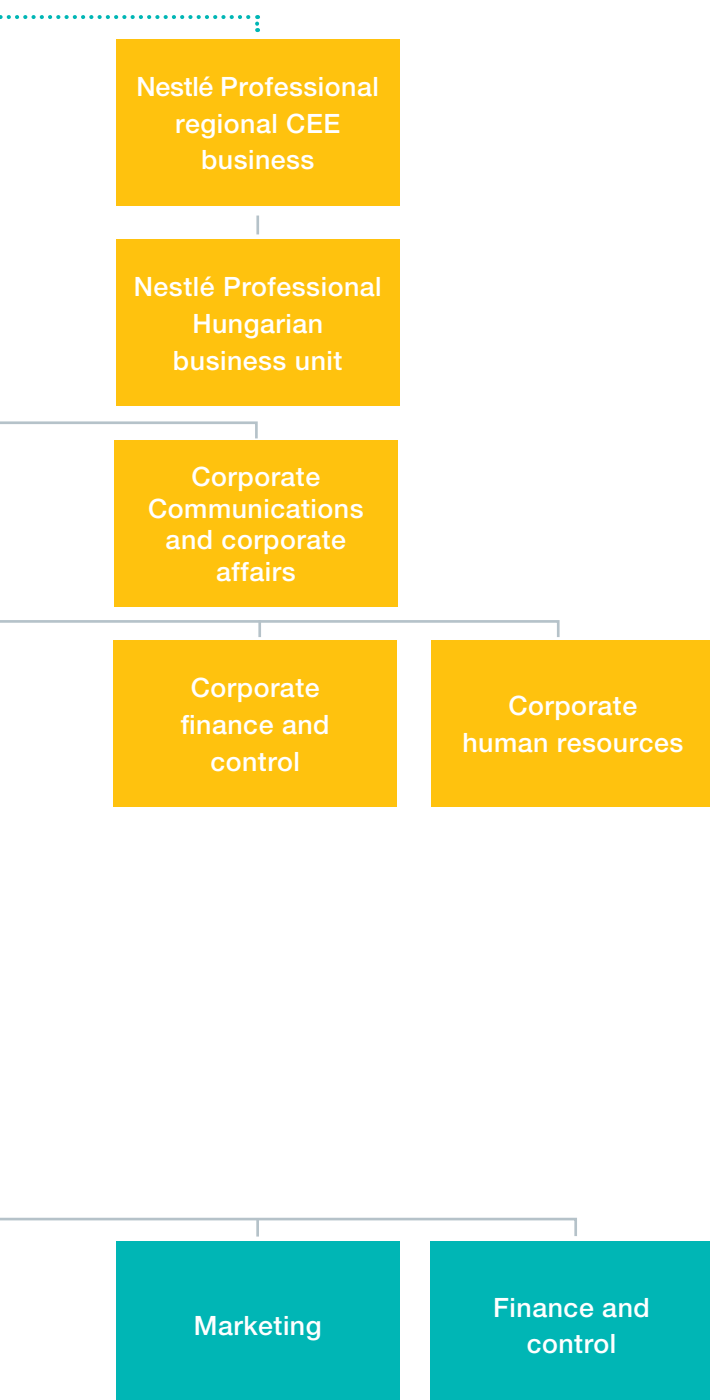 Nestlé Professional
regional CEE
business
Nestlé Professional
Hungarian
business unit
Corporate
Communications
and corporate
affairs
Corporate
finance and
control
Corporate
human resources
Marketing
Finance and
control